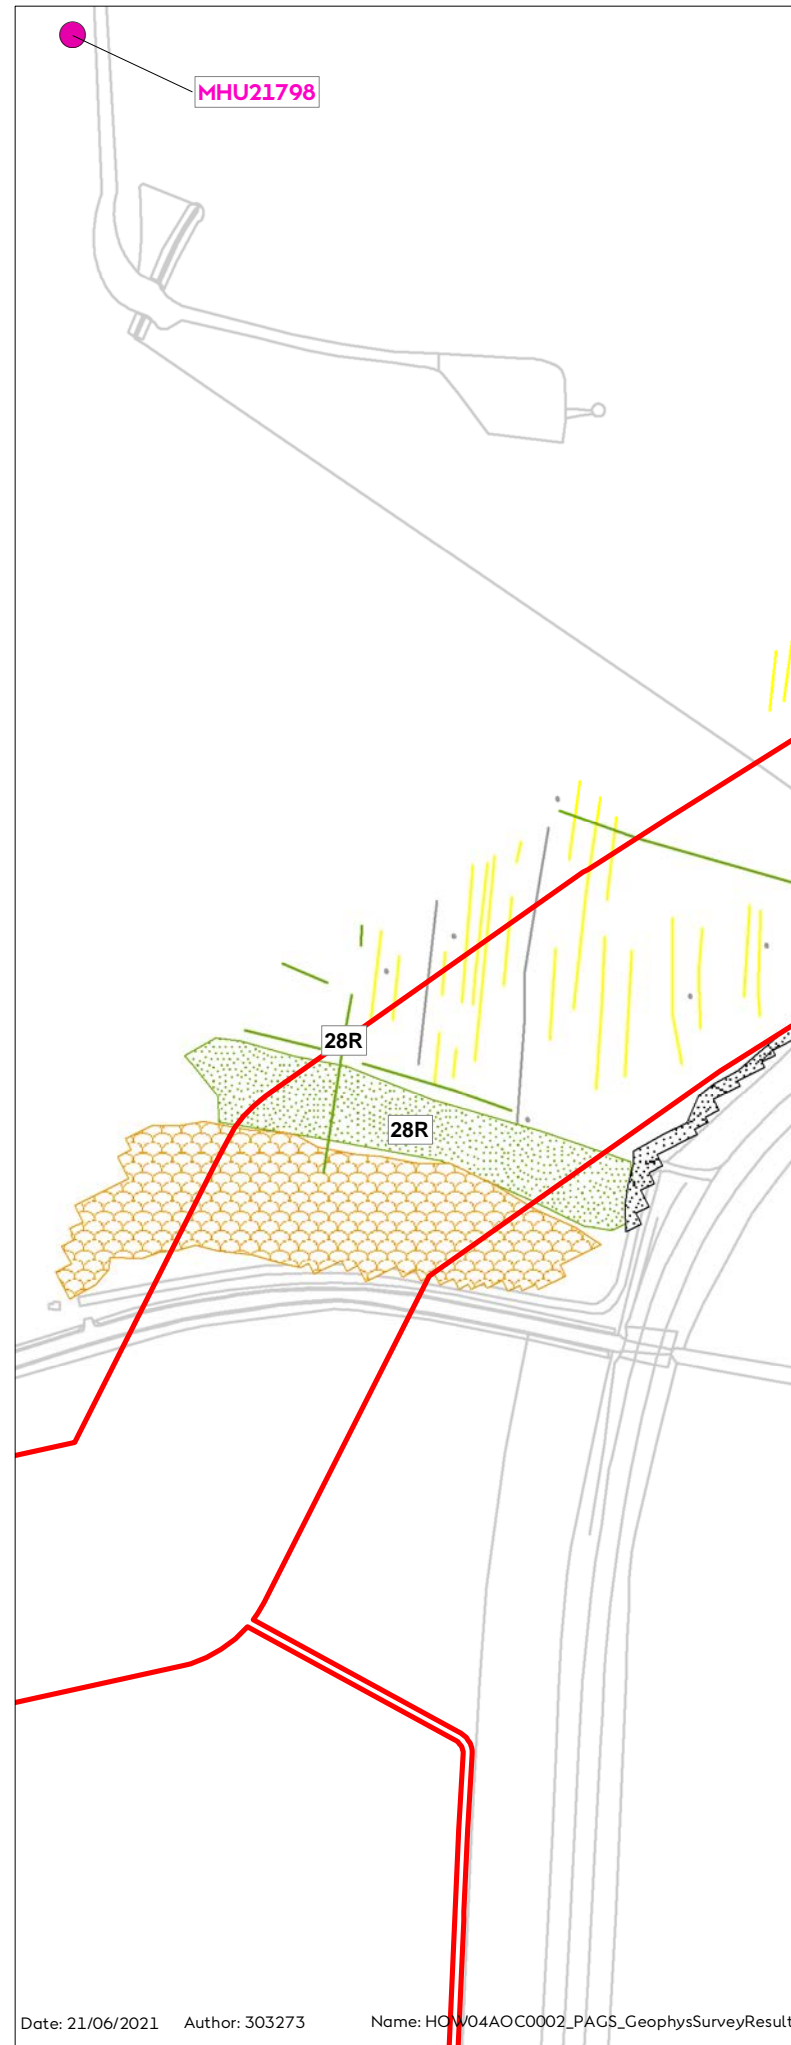 MHU21798
28R
28R
Date: 21/06/2021 Author: 303273 Name: HOW04AOC0002_PAGS_GeophysSurveyResult